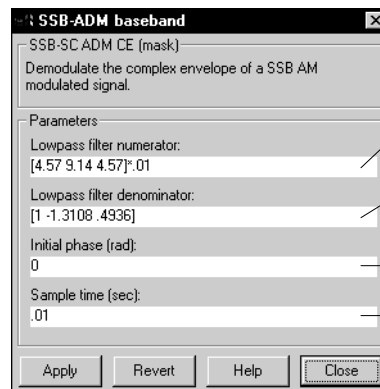 SSB-ADM baseband
SSB-SC ADM CE (mask)
Demodulate the complex envelope of a SSB AM
modulated signal.
Parameters
Lowpass filter numerator:
[4.57 9.14 4.57]*.01
Lowpass filter denominator:
[1 -1.3108 .4936]
Initial phase (rad):
0
Sample time (sec):
.01
Apply
Revert
Help
Close